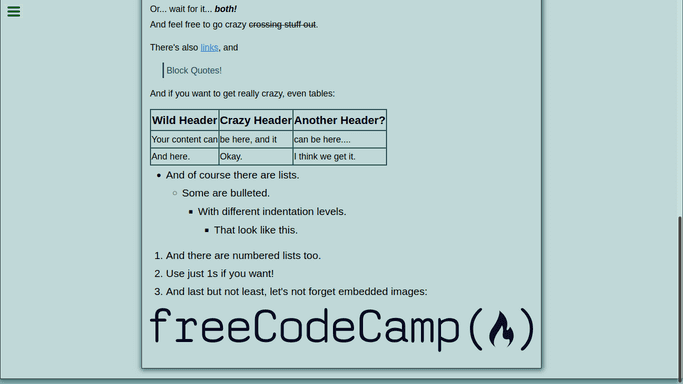 Or... wait for it... both!
And feel free to go crazy crossing stuff out.
There's also links, and
Block Quotes!
And if you want to get really crazy, even tables:
Wild Header Crazy Header Another Header?
Your content can be here, and it can be here....
And here. Okay. I think we get it.
And of course there are lists.
Some are bulleted.
With different indentation levels.
That look like this.
1. And there are numbered lists too.
2. Use just 1s if you want!
3. And last but not least, let's not forget embedded images:
freeCodeCamp( )